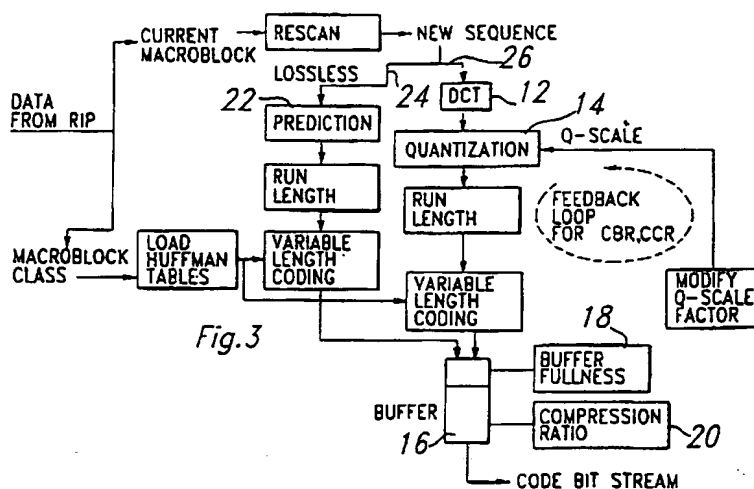 CURRENT
MACROBLOCK
RESCAN
NEW SEQUENCE
26
LOSSLESS
24
DCT
12
DATA
FROM RIP
22
PREDICTION
14
Q-SCALE
QUANTIZATION
RUN
LENGTH
RUN
LENGTH
FEEDBACK
LOOP
FOR CBR,CCR
MACROBLOCK
CLASS
LOAD
HUFFMAN
TABLES
VARIABLE
LENGTH
CODING
VARIABLE
LENGTH
CODING
MODIFY
Q-SCALE
FACTOR
Fig.3
18
BUFFER
FULLNESS
BUFFER
16
COMPRESSION
RATIO
20
CODE BIT STREAM